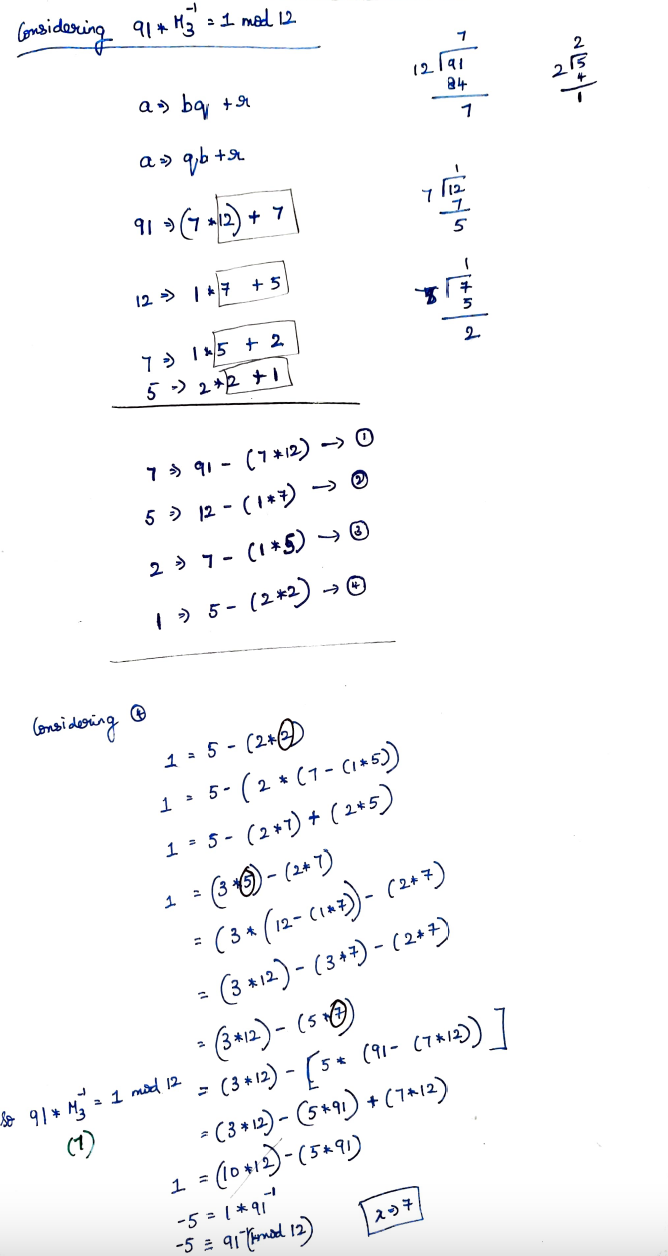 Considering 91 * M₃⁻¹ = 1 mod 12
a => bq + r
a => qb + r
91 => (7 * 12) + 7
12 => 1 * 7 + 5
7 => 1 * 5 + 2
5 => 2 * 2 + 1
7
12 ) 91
84
7
2
2 ) 5
4
1
1
7 ) 12
7
5
1
) 7
5
2
7 => 91 - (7 * 12) → ①
5 => 12 - (1 * 7) → ②
2 => 7 - (1 * 5) → ③
1 => 5 - (2 * 2) → ④
Considering ④
1 = 5 - (2 * 2)
1 = 5 - (2 * (7 - (1 * 5))
1 = 5 - (2 * 7) + (2 * 5)
1 = (3 * 5) - (2 * 7)
= (3 * (12 - (1 * 7)) - (2 * 7)
= (3 * 12) - (3 * 7) - (2 * 7)
= (3 * 12) - (5 * 7)
= (3 * 12) - [5 * (91 - (7 * 12)) ]
= (3 * 12) - (5 * 91) + (7 * 12)
1 = (10 * 12) - (5 * 91)
-5 = 1 * 91⁻¹
-5 ≡ 91⁻¹ (mod 12)
x => 7
So 91 * M₃⁻¹ = 1 mod 12
(7)